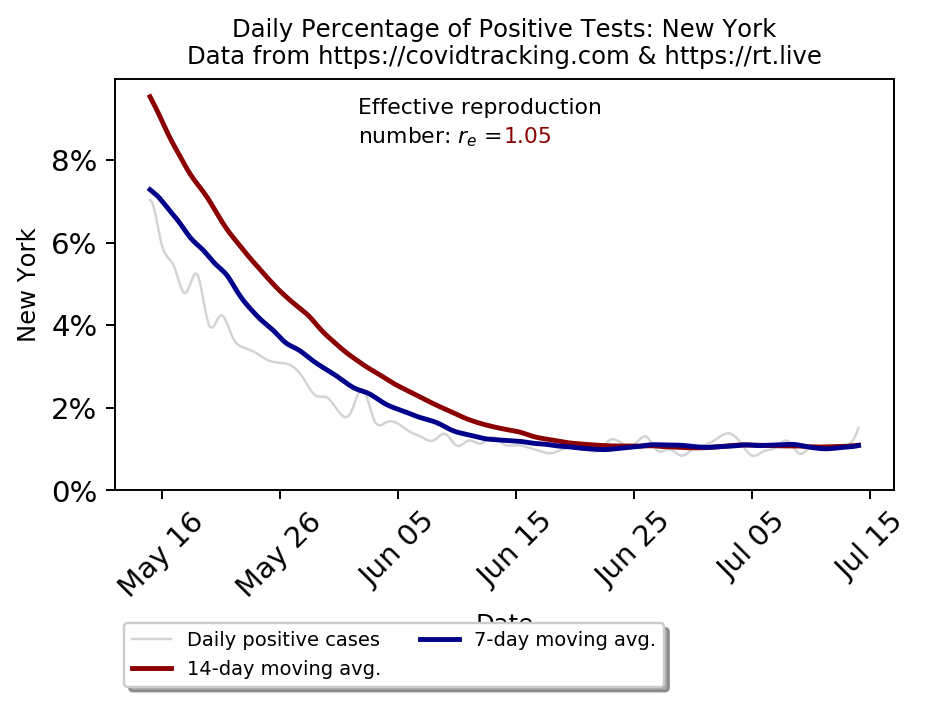 Daily Percentage of Positive Tests: New York
Data from https://covidtracking.com & https://rt.live
Effective reproduction
number: rₑ =1.05
8%
6%
4%
2%
0%
New York
May 16
May 26
Jun 05
Jun 15
Jun 25
Jul 05
Jul 15
Date
Daily positive cases
7-day moving avg.
14-day moving avg.